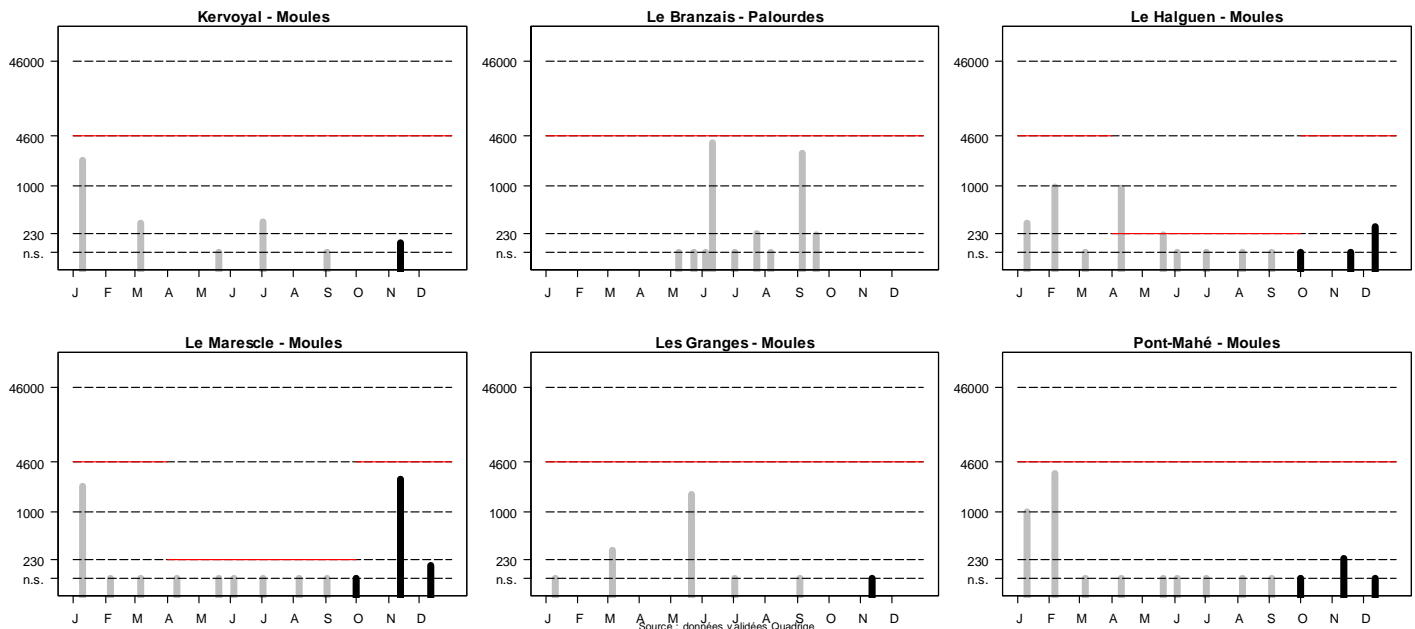 Kervoyal - Moules
46000
4600
1000
230
n.s.
J F M A M J J A S O N D
Le Branzais - Palourdes
46000
4600
1000
230
n.s.
J F M A M J J A S O N D
Le Halguen - Moules
46000
4600
1000
230
n.s.
J F M A M J J A S O N D
Le Marescle - Moules
46000
4600
1000
230
n.s.
J F M A M J J A S O N D
Les Granges - Moules
46000
4600
1000
230
n.s.
J F M A M J J A S O N D
Pont-Mahé - Moules
46000
4600
1000
230
n.s.
J F M A M J J A S O N D
Source : données validées Quadrige